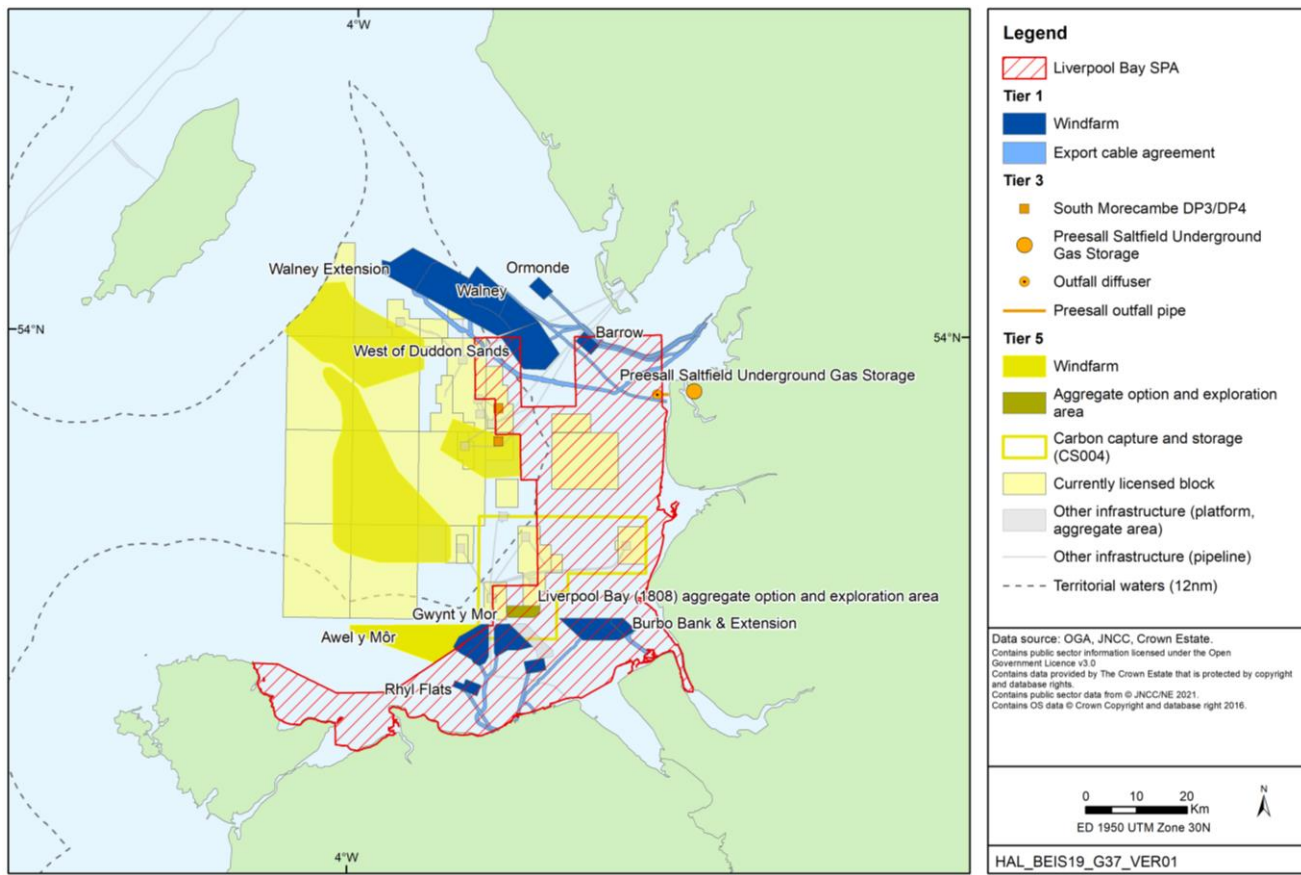 4°W
Walney Extension
Ormonde
Walney
54°N
54°N
Barrow
West of Duddon Sands
Preesall Saltfield Underground Gas Storage
Liverpool Bay (1808) aggregate option and exploration area
Gwynt y Mor
Burbo Bank & Extension
Awel y Môr
Rhyl Flats
4°W
Legend
Liverpool Bay SPA
Tier 1
Windfarm
Export cable agreement
Tier 3
South Morecambe DP3/DP4
Preesall Saltfield Underground
Gas Storage
Outfall diffuser
Preesall outfall pipe
Tier 5
Windfarm
Aggregate option and exploration
area
Carbon capture and storage
(CS004)
Currently licensed block
Other infrastructure (platform,
aggregate area)
Other infrastructure (pipeline)
Territorial waters (12nm)
Data source: OGA, JNCC, Crown Estate.
Contains public sector information licensed under the Open
Government Licence v3.0
Contains data provided by The Crown Estate that is protected by copyright
and database rights.
Contains public sector data from © JNCC/NE 2021.
Contains OS data © Crown Copyright and database right 2016.
0 10 20
Km
N
ED 1950 UTM Zone 30N
HAL_BEIS19_G37_VER01